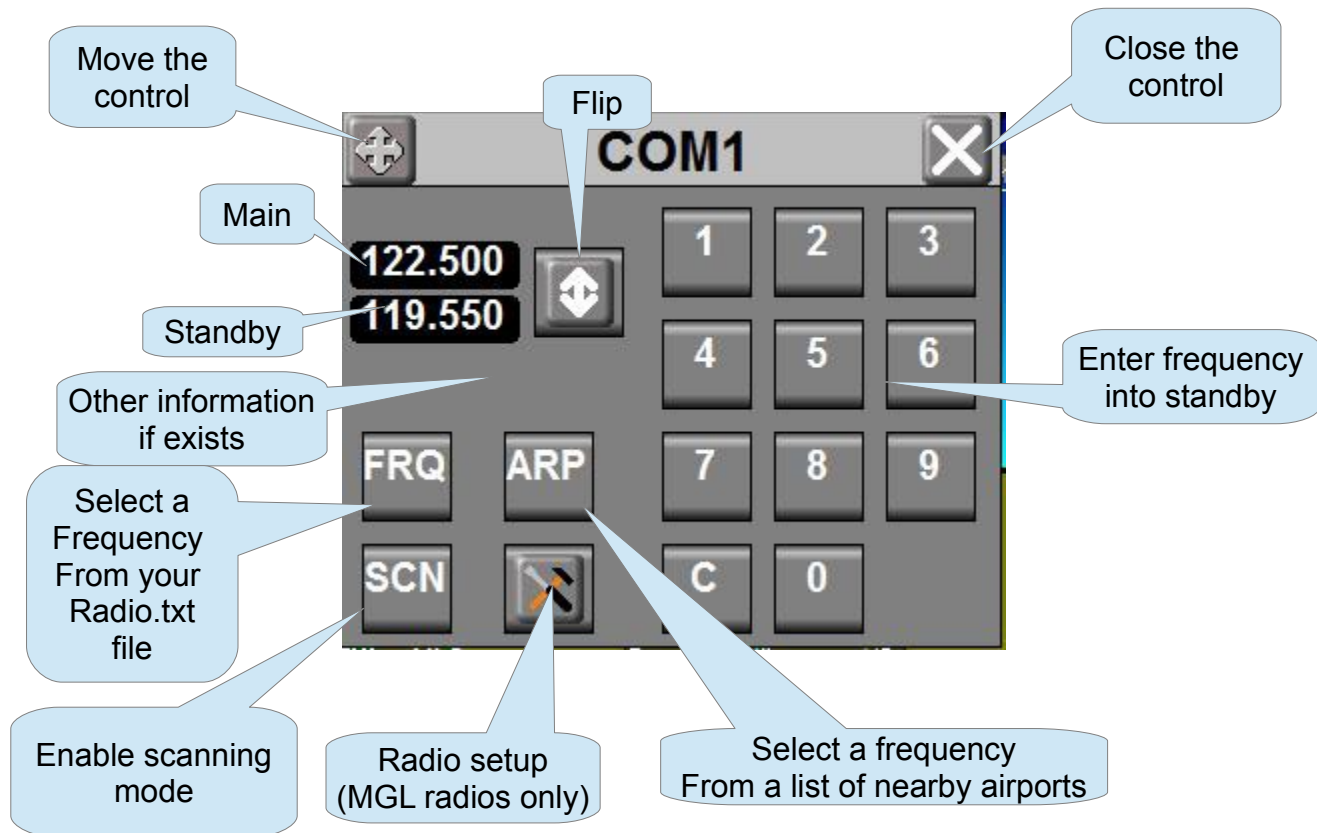 Move the
control
Close the
control
Flip
COM1
Main
122.500
1 2 3
Standby
119.550
4 5 6
Enter frequency
into standby
Other information
if exists
FRQ ARP
7 8 9
Select a
Frequency
From your
Radio.txt
file
SCN
C 0
Enable scanning
mode
Radio setup
(MGL radios only)
Select a frequency
From a list of nearby airports